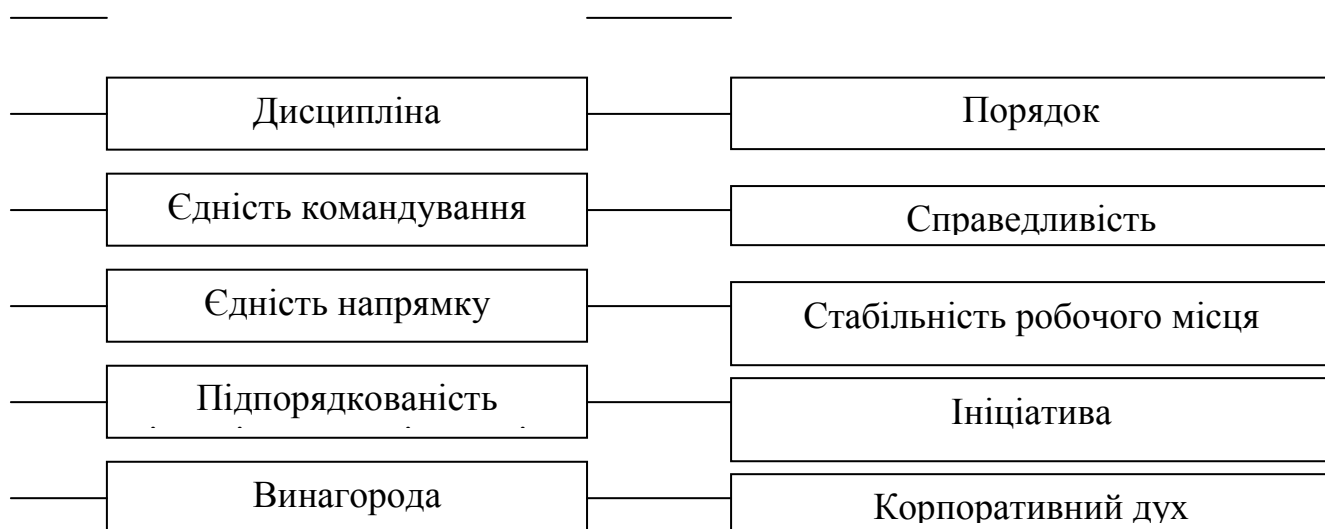 Дисципліна
Порядок
Єдність командування
Справедливість
Єдність напрямку
Стабільність робочого місця
Підпорядкованість
Ініціатива
Винагорода
Корпоративний дух